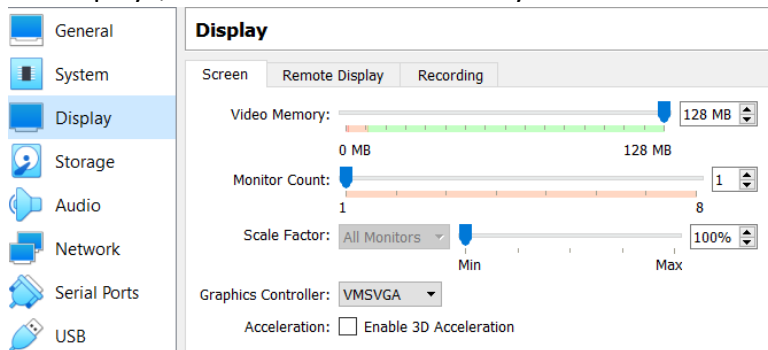 General
System
Display
Storage
Audio
Network
Serial Ports
USB
Display
Screen Remote Display Recording
Video Memory: 128 MB
0 MB 128 MB
Monitor Count: 1
1 8
Scale Factor: All Monitors 100%
Min Max
Graphics Controller: VMSVGA
Acceleration: Enable 3D Acceleration